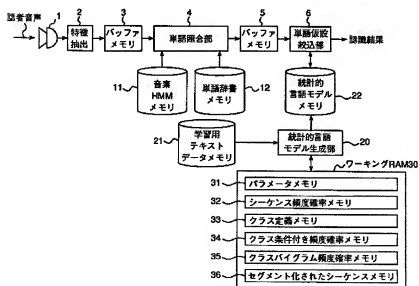 話者音声
1
2
3
4
5
6
特徴抽出
バッファメモリ
単語照合部
バッファメモリ
単語仮説絞込部
認識結果
11
音素HMMメモリ
12
単語辞書メモリ
統計的言語モデルメモリ
22
21
学習用テキストデータメモリ
統計的言語モデル生成部
20
ワーキングRAM30
31 パラメータメモリ
32 シーケンス頻度確率メモリ
33 クラス定義メモリ
34 クラス条件付き頻度確率メモリ
35 クラスバイグラム頻度確率メモリ
36 セグメント化されたシーケンスメモリ